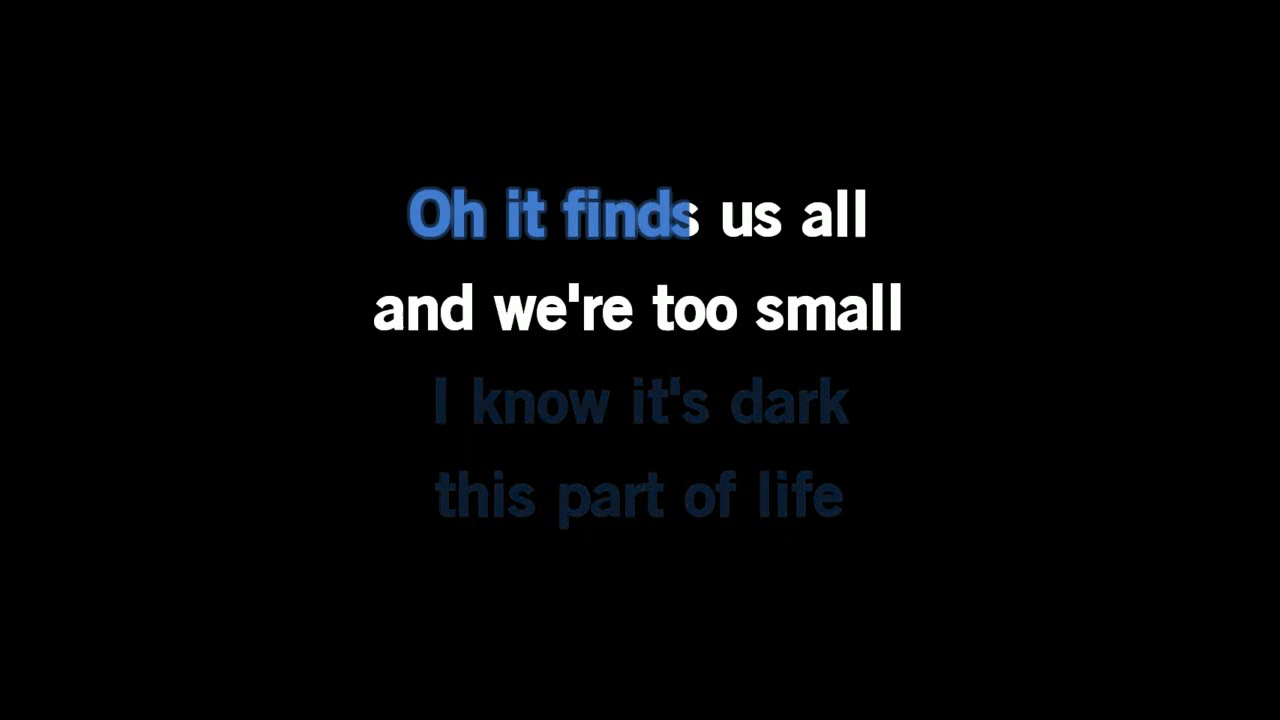 Oh it finds us all
and we're too small
I know it's dark
this part of life